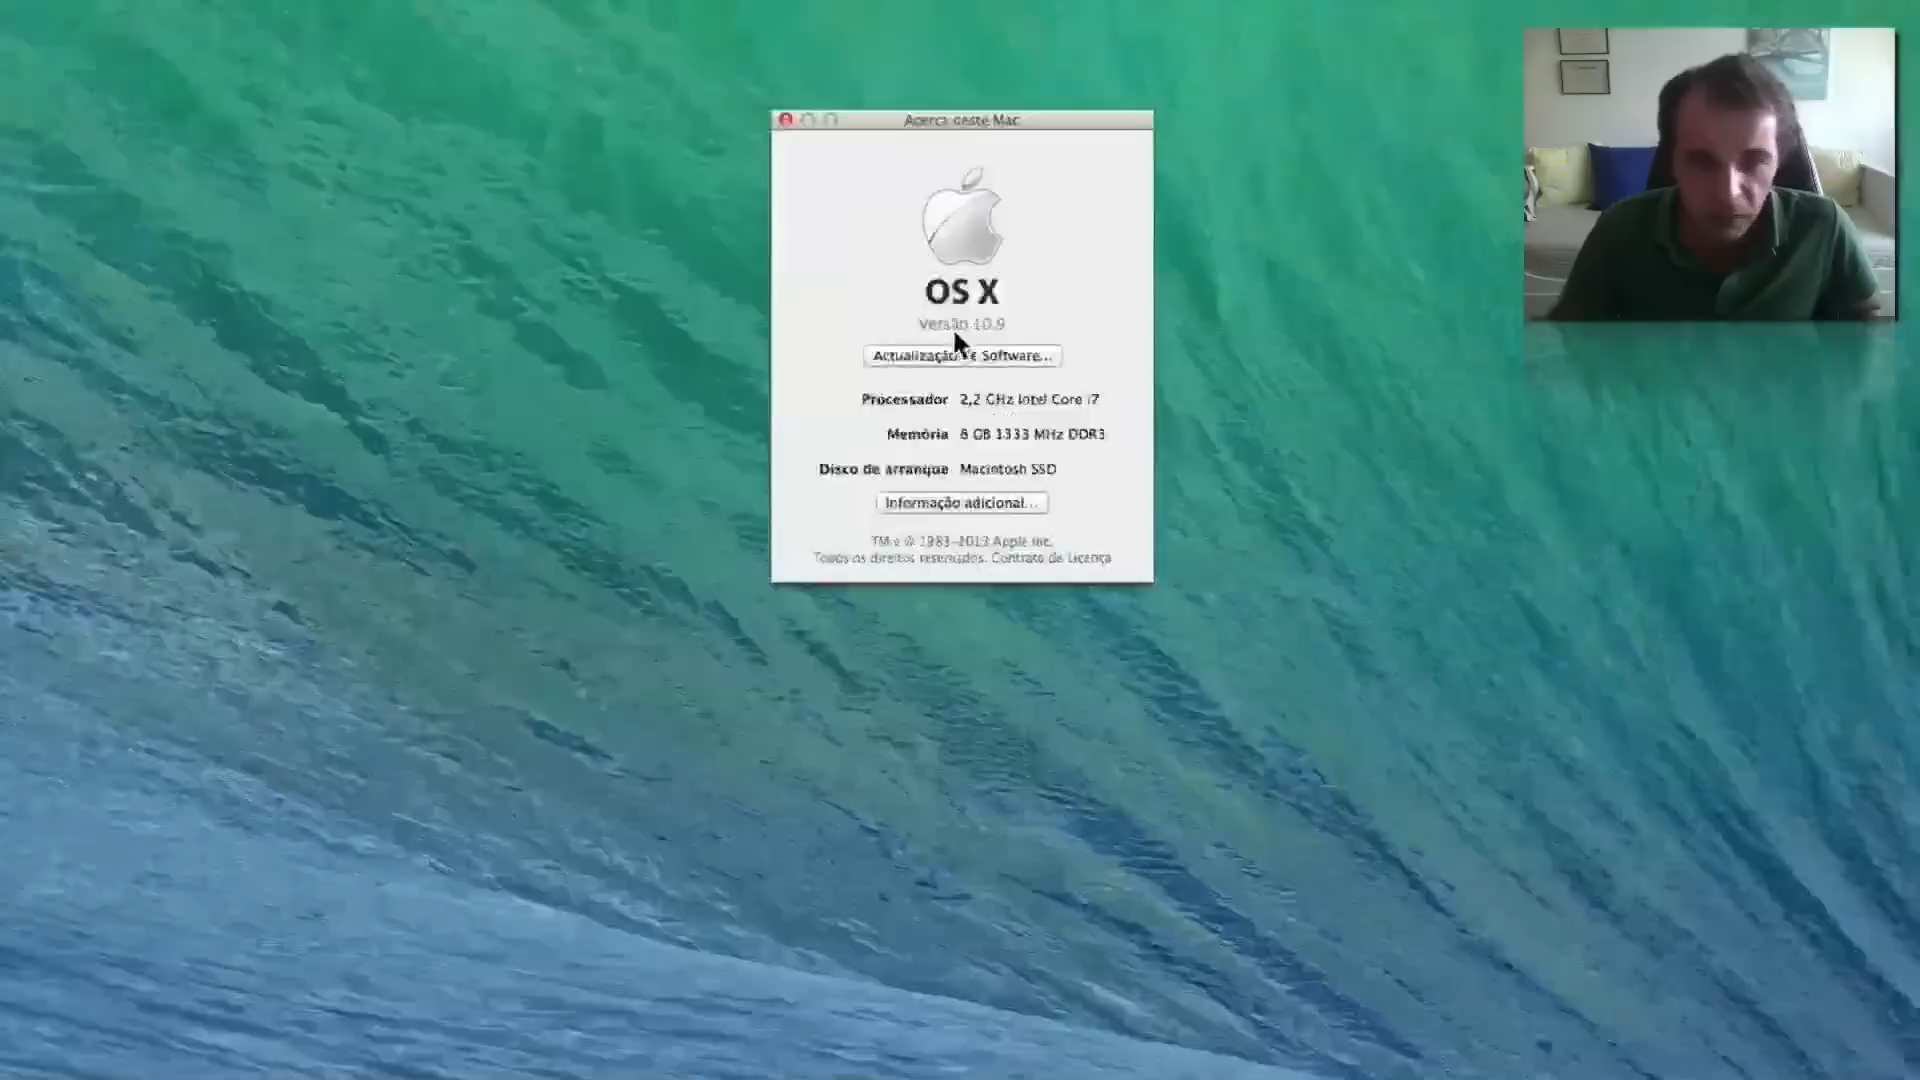 Acerca deste Mac
OS X
Versão 10.9
Actualização de Software...
Processador 2,2 GHz Intel Core i7
Memória 8 GB 1333 MHz DDR3
Disco de arranque Macintosh SSD
Informação adicional...
TM e © 1983–2013 Apple Inc.
Todos os direitos reservados. Contrato de Licença